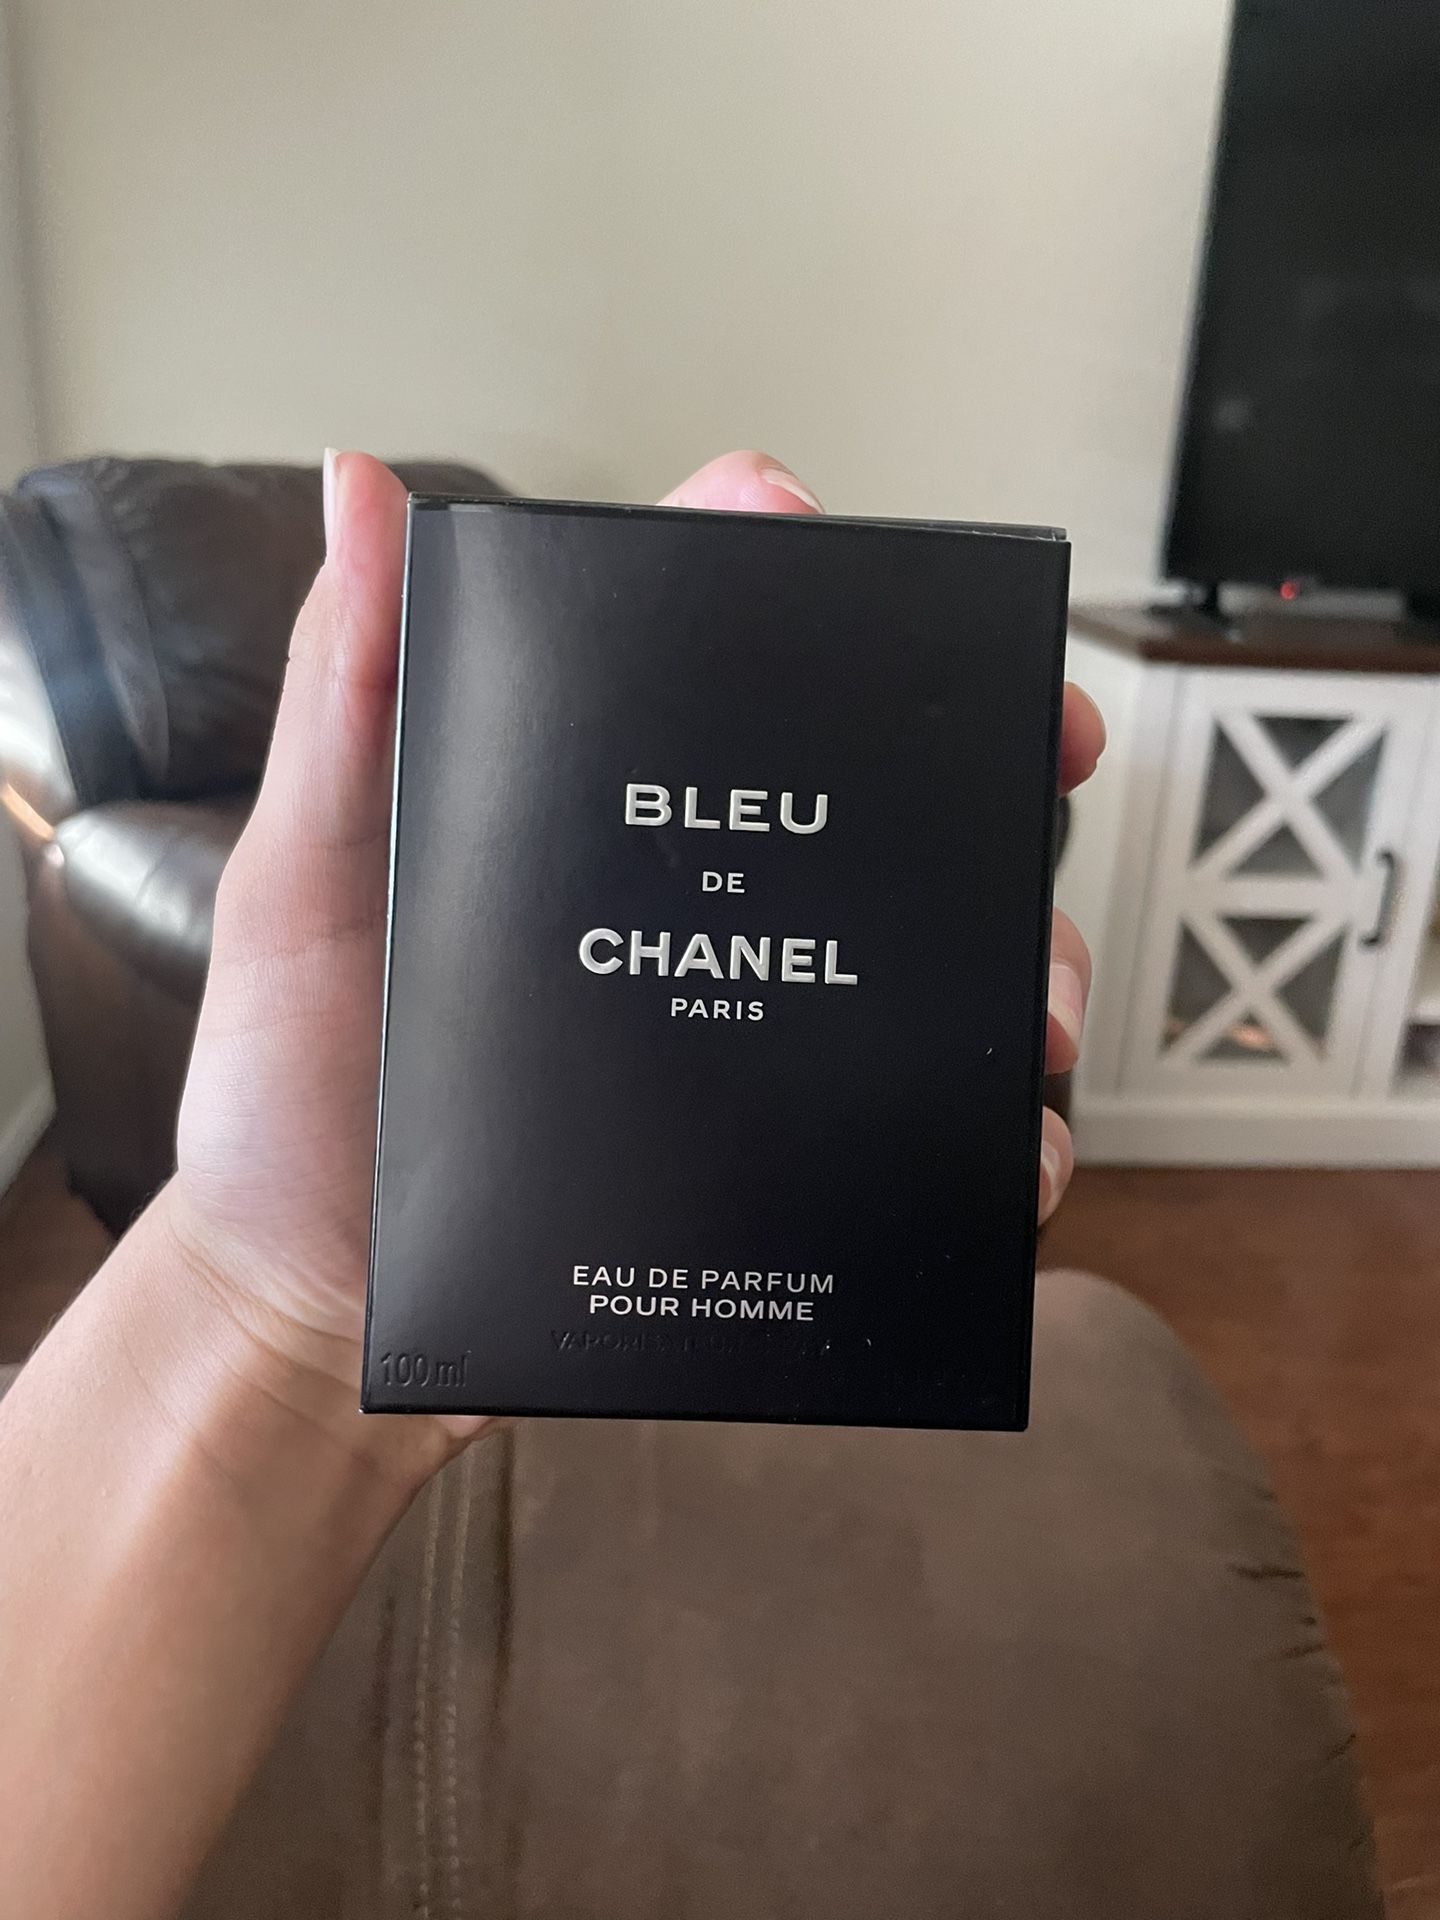 BLEU
DE
CHANEL
PARIS
EAU DE PARFUM
POUR HOMME
100 ml